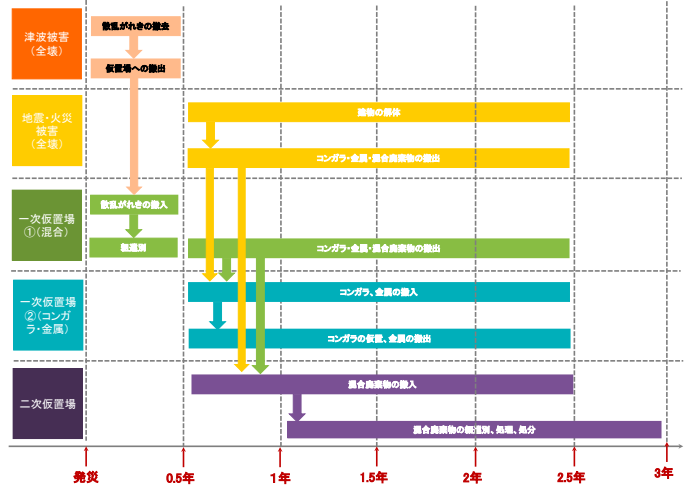 津波被害
(全壊)
散乱がれきの撤去
仮置場への搬出
地震・火災
被害
(全壊)
建物の解体
コンガラ・金属・混合廃棄物の搬出
一次仮置場
①(混合)
散乱がれきの搬入
粗選別
コンガラ・金属・混合廃棄物の搬出
一次仮置場
②(コンガ
ラ・金属)
コンガラ、金属の搬入
コンガラの仮置、金属の搬出
二次仮置場
混合廃棄物の搬入
混合廃棄物の粗選別、処理、処分
発災
0.5年
1年
1.5年
2年
2.5年
3年